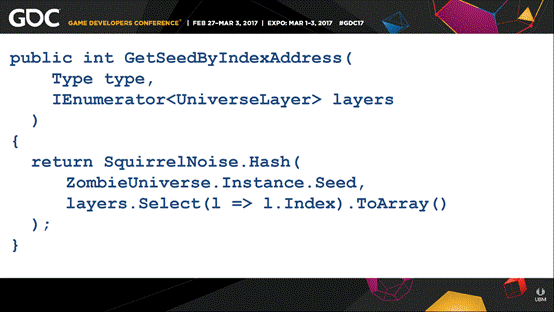 GDC GAME DEVELOPERS CONFERENCE® | FEB 27-MAR 3, 2017 | EXPO: MAR 1-3, 2017 #GDC17
public int GetSeedByIndexAddress(
Type type,
IEnumerator<UniverseLayer> layers
)
{
return SquirrelNoise.Hash(
ZombieUniverse.Instance.Seed,
layers.Select(l => l.Index).ToArray()
);
}
UBM